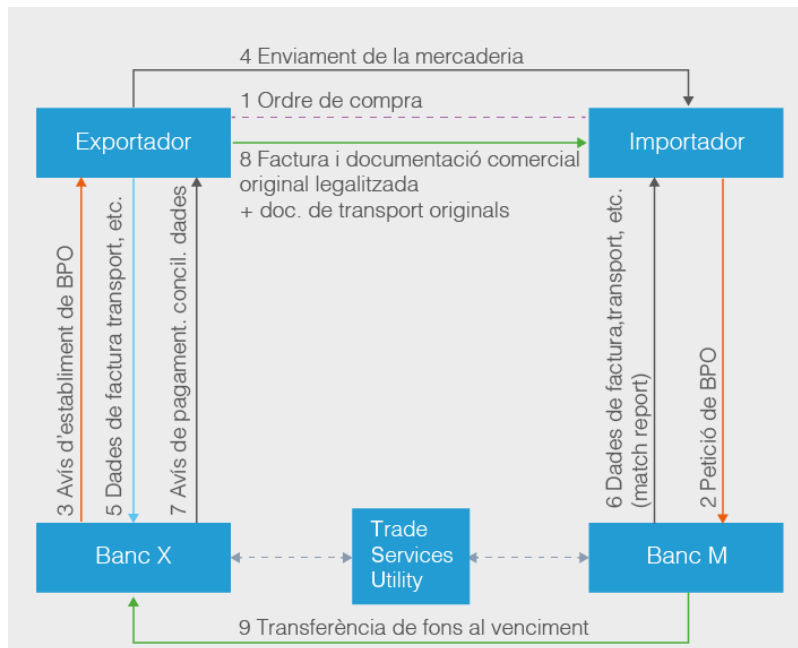 4 Enviament de la mercaderia
1 Ordre de compra
Exportador
Importador
8 Factura i documentació comercial
original legalitzada
+ doc. de transport originals
3 Avís d'establiment de BPO
5 Dades de factura transport, etc.
7 Avís de pagament. concil. dades
6 Dades de factura,transport, etc.
(match report)
2 Petició de BPO
Banc X
Trade
Services
Utility
Banc M
9 Transferència de fons al venciment